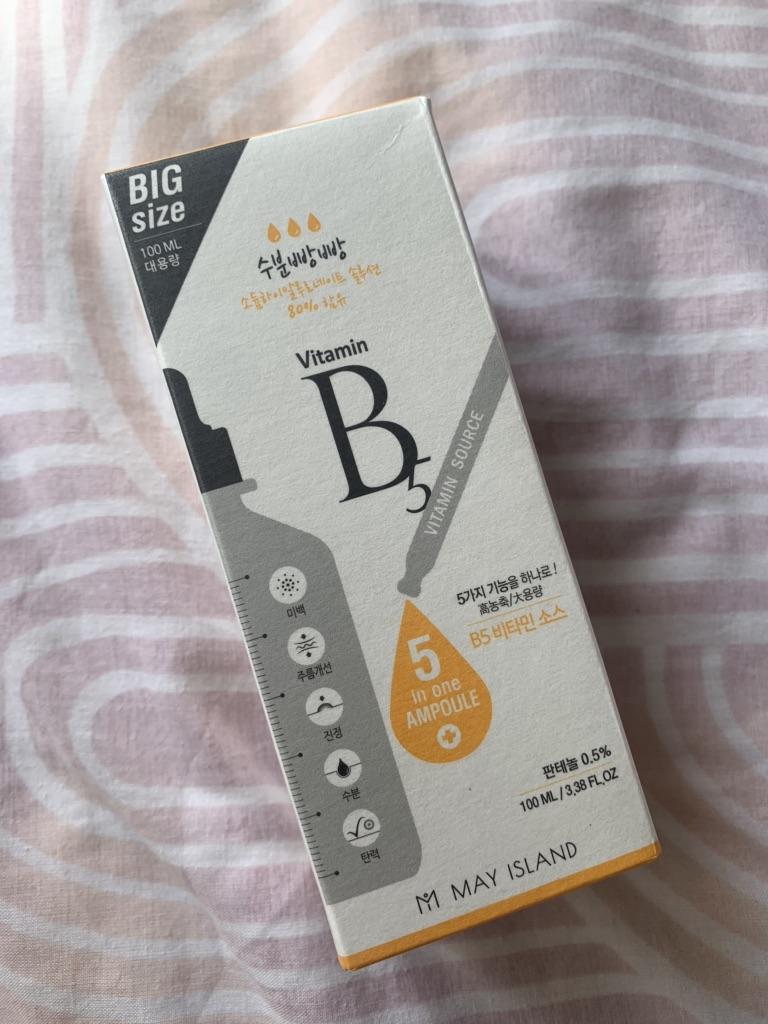 BIG
size
100 ML
대용량
수분빵빵
소듐하이알루로네이트 솔루션
80% 함유
Vitamin
B5
VITAMIN SOURCE
미백
주름개선
진정
수분
탄력
5가지 기능을 하나로!
高농축/大용량
B5 비타민 소스
5
in one
AMPOULE
판테놀 0.5%
100 ML / 3.38 FL.OZ
MAY ISLAND